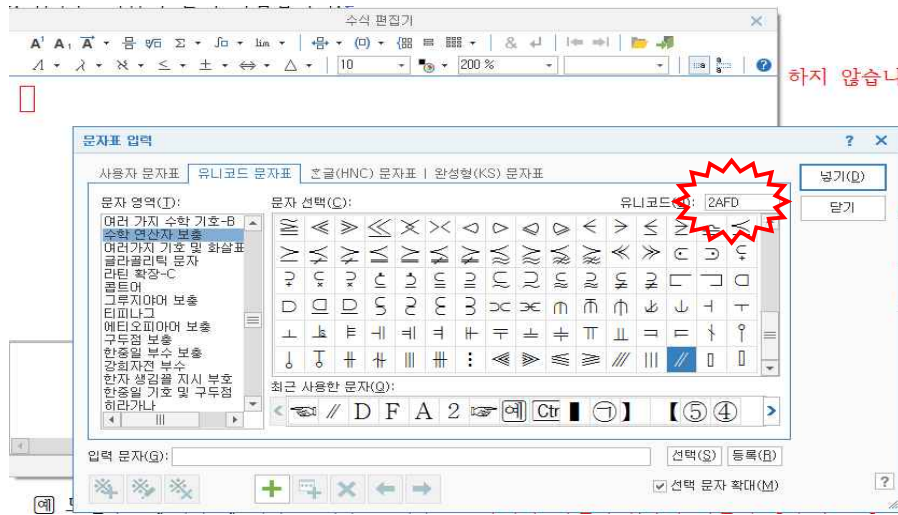 수식 편집기
10
200 %
하지 않습니
문자표 입력
사용자 문자표
유니코드 문자표
흔글(HNC) 문자표
완성형(KS) 문자표
문자 영역(T):
문자 선택(C):
유니코드(U): 2AFD
넣기(D)
닫기
여러 가지 수학 기호-B
수학 연산자 보충
여러가지 기호 및 화살표
글라골리틱 문자
라틴 확장-C
콥트어
그루지야어 보충
티피나그
에티오피아어 보충
구두점 보충
한중일 부수 보충
강희자전 부수
한자 생김꼴 지시 부호
한중일 기호 및 구두점
히라가나
최근 사용한 문자(Q):
☜ ⫽ D F A 2 ☞ 예 Ctr ▌ ㉠ 】 【 ⑤ ④
입력 문자(G):
선택(S)
등록(R)
선택 문자 확대(M)
예